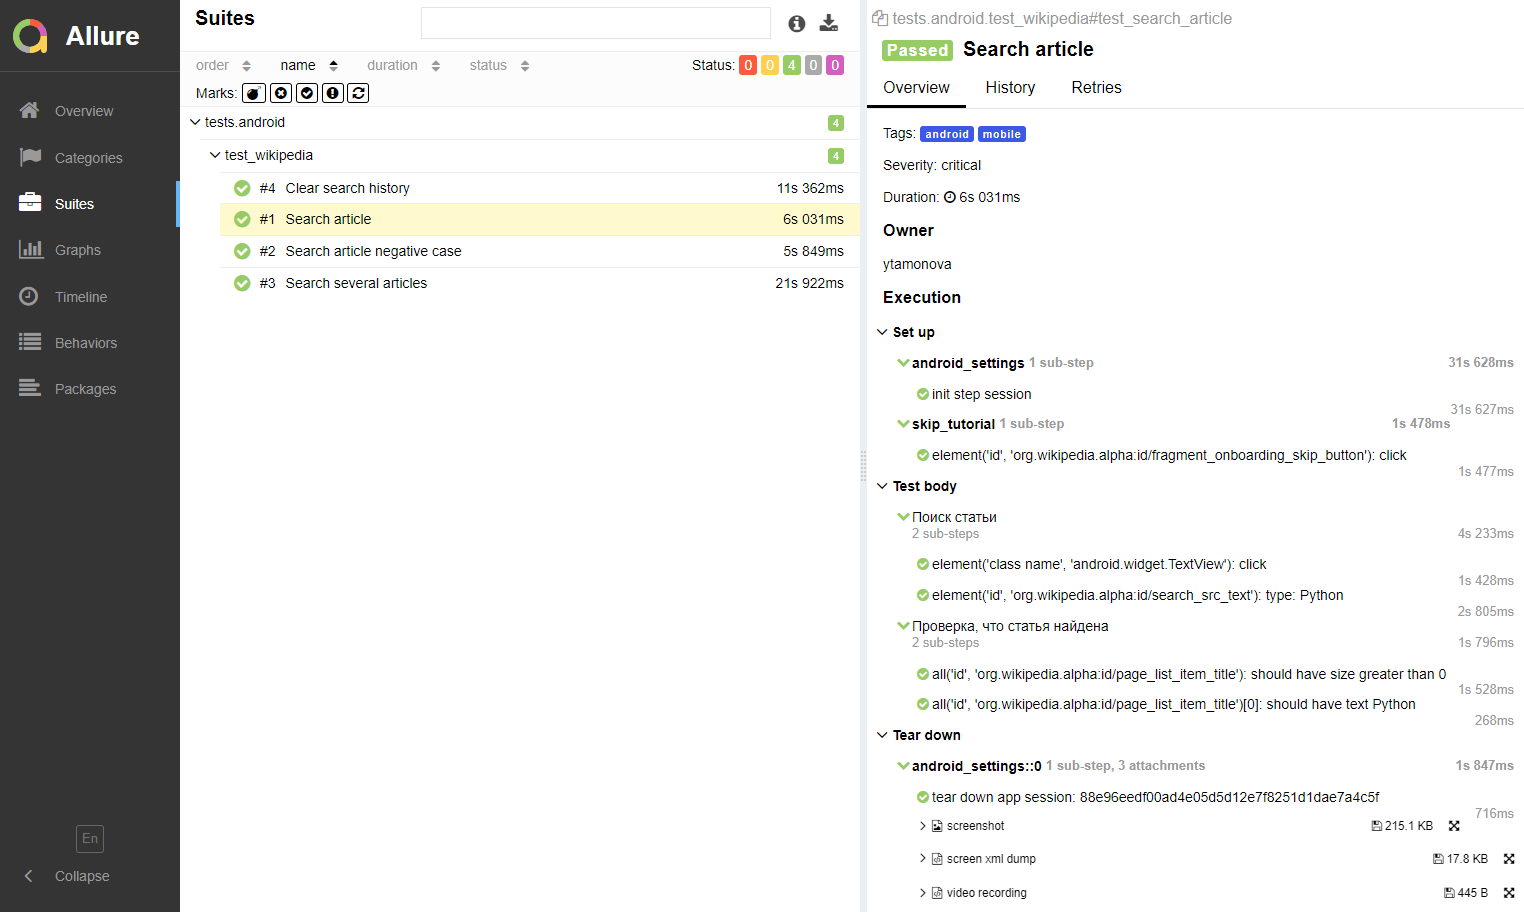 Allure
Overview
Categories
Suites
Graphs
Timeline
Behaviors
Packages
En
Collapse
Suites
order name duration status Status: 0 0 4 0 0
Marks:
tests.android 4
test_wikipedia 4
#4 Clear search history 11s 362ms
#1 Search article 6s 031ms
#2 Search article negative case 5s 849ms
#3 Search several articles 21s 922ms
tests.android.test_wikipedia#test_search_article
Passed Search article
Overview History Retries
Tags: android mobile
Severity: critical
Duration: 6s 031ms
Owner
ytamonova
Execution
Set up
android_settings 1 sub-step 31s 628ms
init step session
31s 627ms
skip_tutorial 1 sub-step 1s 478ms
element('id', 'org.wikipedia.alpha:id/fragment_onboarding_skip_button'): click
1s 477ms
Test body
Поиск статьи
2 sub-steps 4s 233ms
element('class name', 'android.widget.TextView'): click
1s 428ms
element('id', 'org.wikipedia.alpha:id/search_src_text'): type: Python
2s 805ms
Проверка, что статья найдена
2 sub-steps 1s 796ms
all('id', 'org.wikipedia.alpha:id/page_list_item_title'): should have size greater than 0
1s 528ms
all('id', 'org.wikipedia.alpha:id/page_list_item_title')[0]: should have text Python
268ms
Tear down
android_settings::0 1 sub-step, 3 attachments 1s 847ms
tear down app session: 88e96eedf00ad4e05d5d12e7f8251d1dae7a4c5f
716ms
screenshot 215.1 KB
screen xml dump 17.8 KB
video recording 445 B